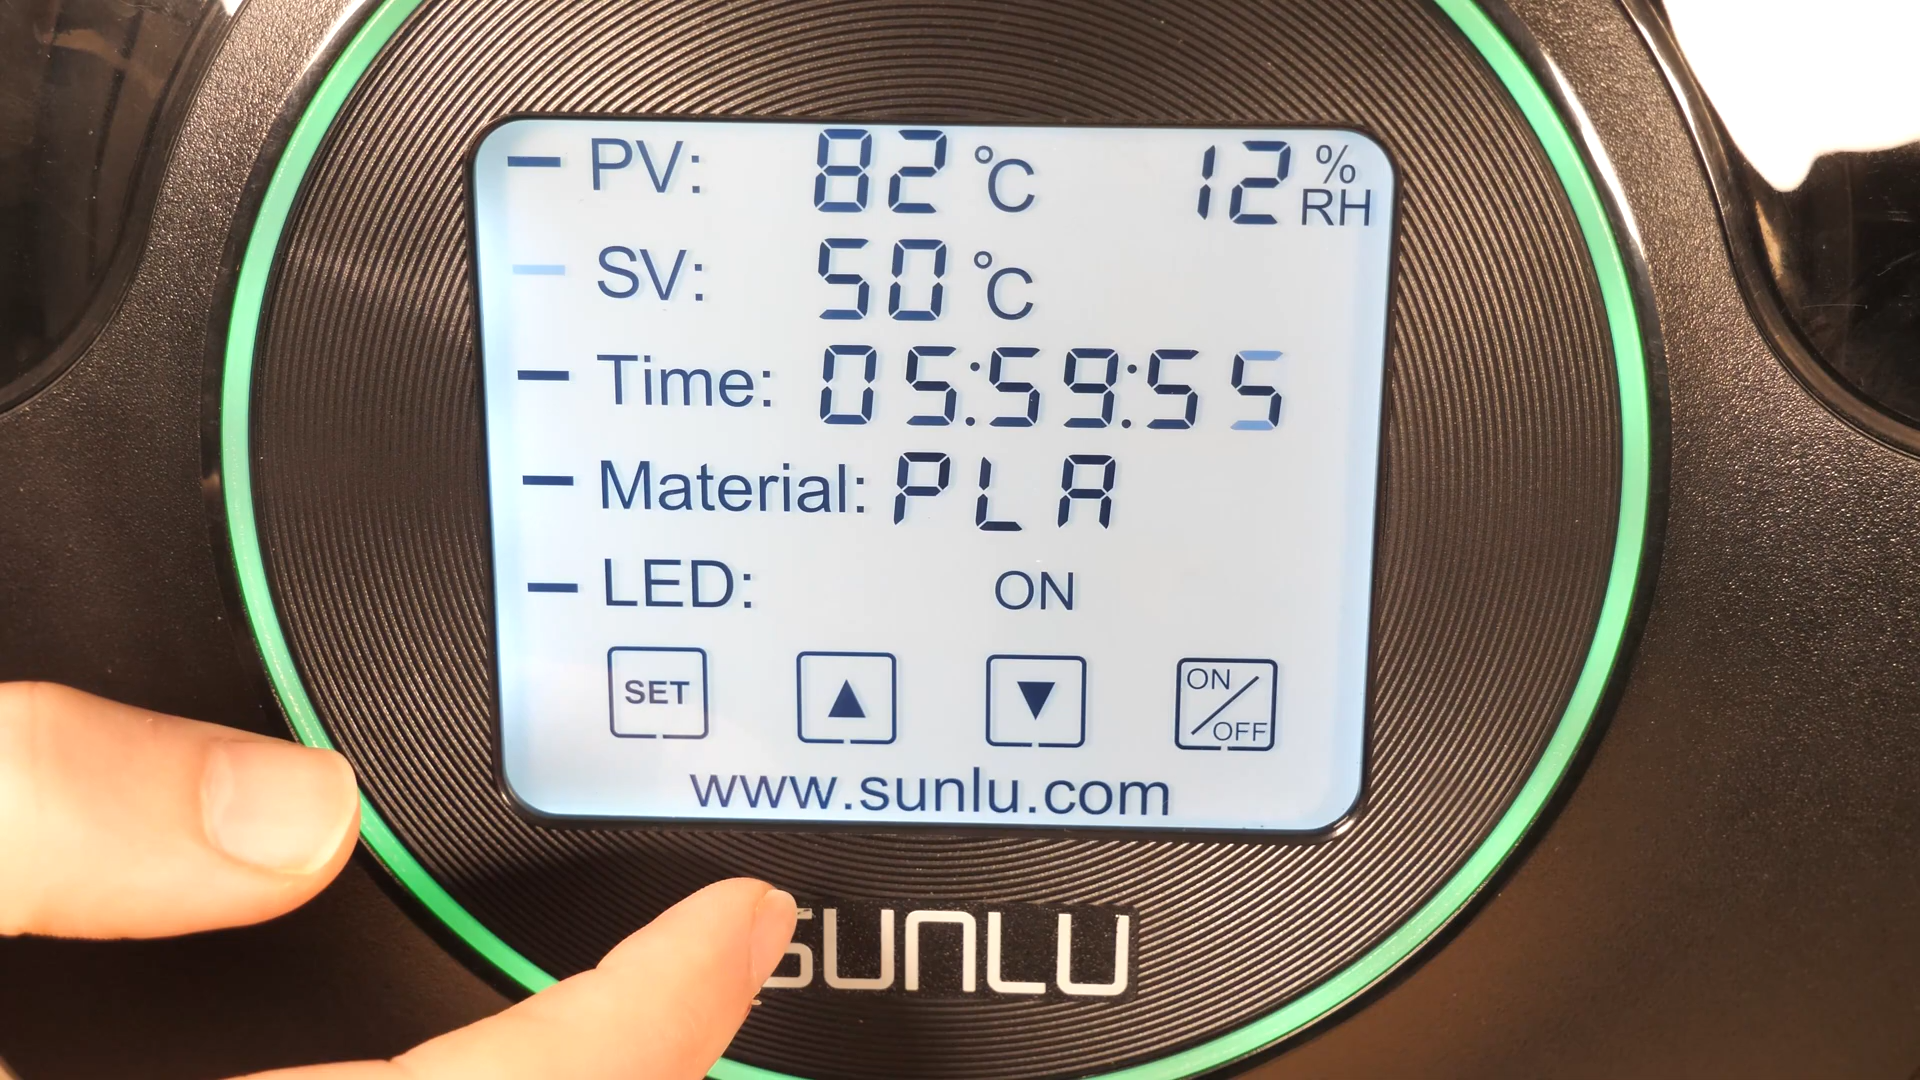 PV: 82 °C 12 % RH
SV: 50 °C
Time: 05:59:55
Material: PLA
LED: ON
SET ▲ ▼ ON/OFF
www.sunlu.com
SUNLU